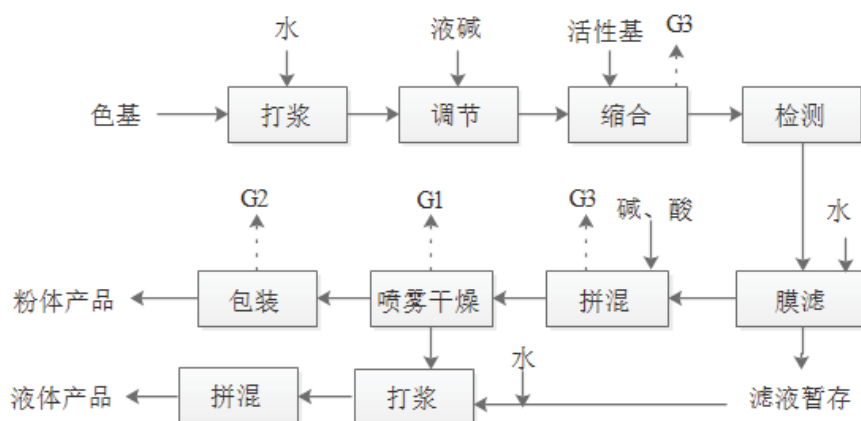 水 液碱 活性基 G3
色基 打浆 调节 缩合 检测
G2 G1 G3 碱、酸 水
粉体产品 包装 喷雾干燥 拼混 膜滤
水
液体产品 拼混 打浆 滤液暂存